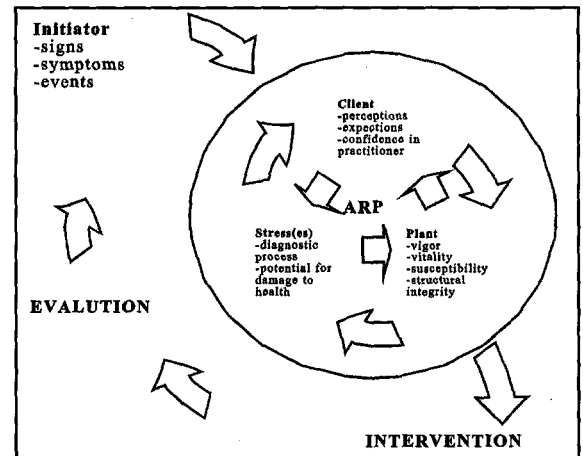 Initiator
-signs
-symptoms
-events
Client
-perceptions
-expections
-confidence in
practitioner
ARP
Stress(es)
-diagnostic
process
-potential for
damage to
health
Plant
-vigor
-vitality
-susceptibility
-structural
integrity
EVALUTION
INTERVENTION